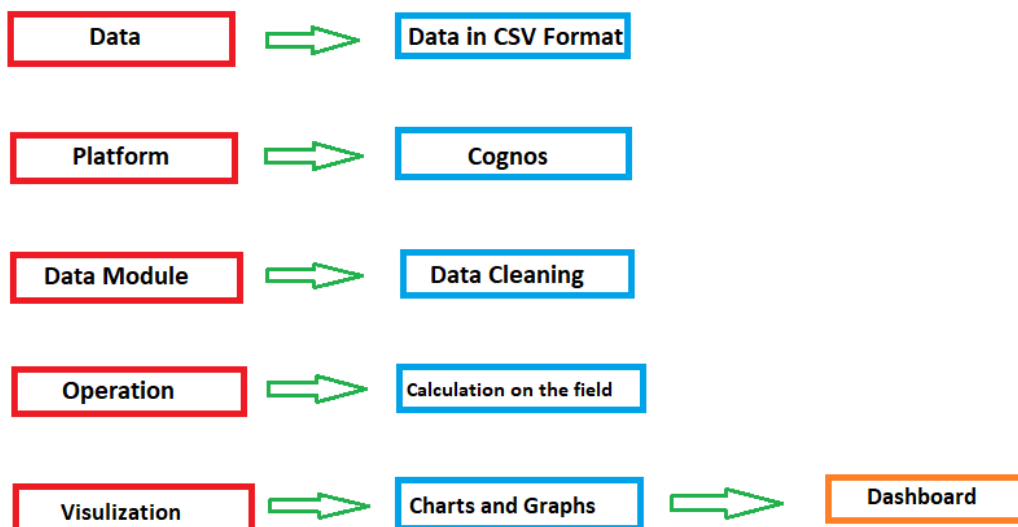 Data
Data in CSV Format
Platform
Cognos
Data Module
Data Cleaning
Operation
Calculation on the field
Visulization
Charts and Graphs
Dashboard